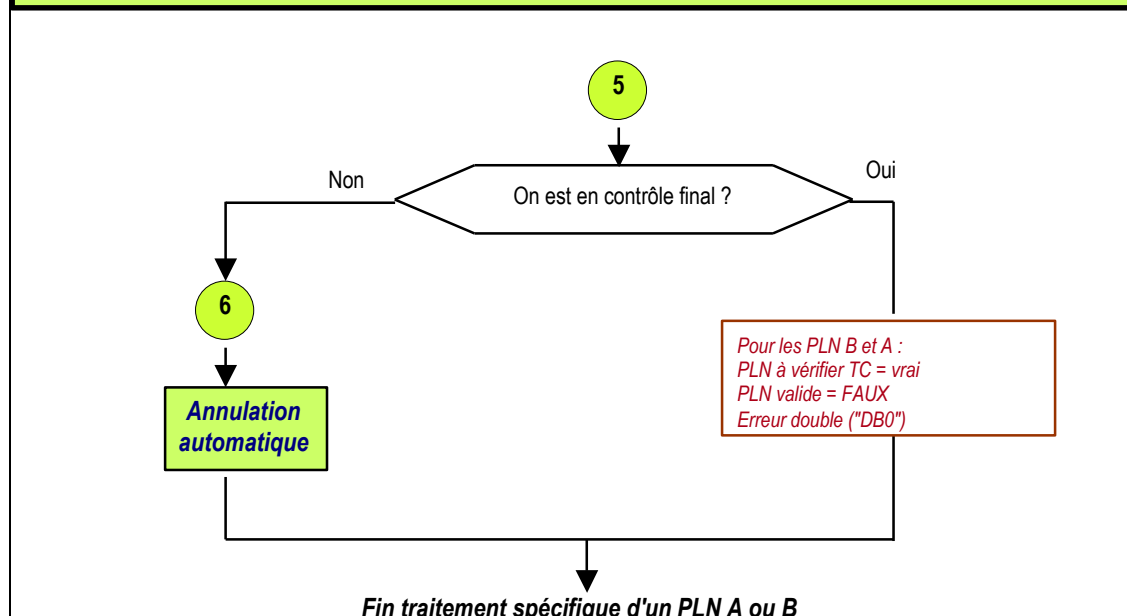 5
Non
Oui
On est en contrôle final ?
6
Pour les PLN B et A :
PLN à vérifier TC = vrai
PLN valide = FAUX
Erreur double ("DB0")
Annulation
automatique
Fin traitement spécifique d'un PLN A ou B